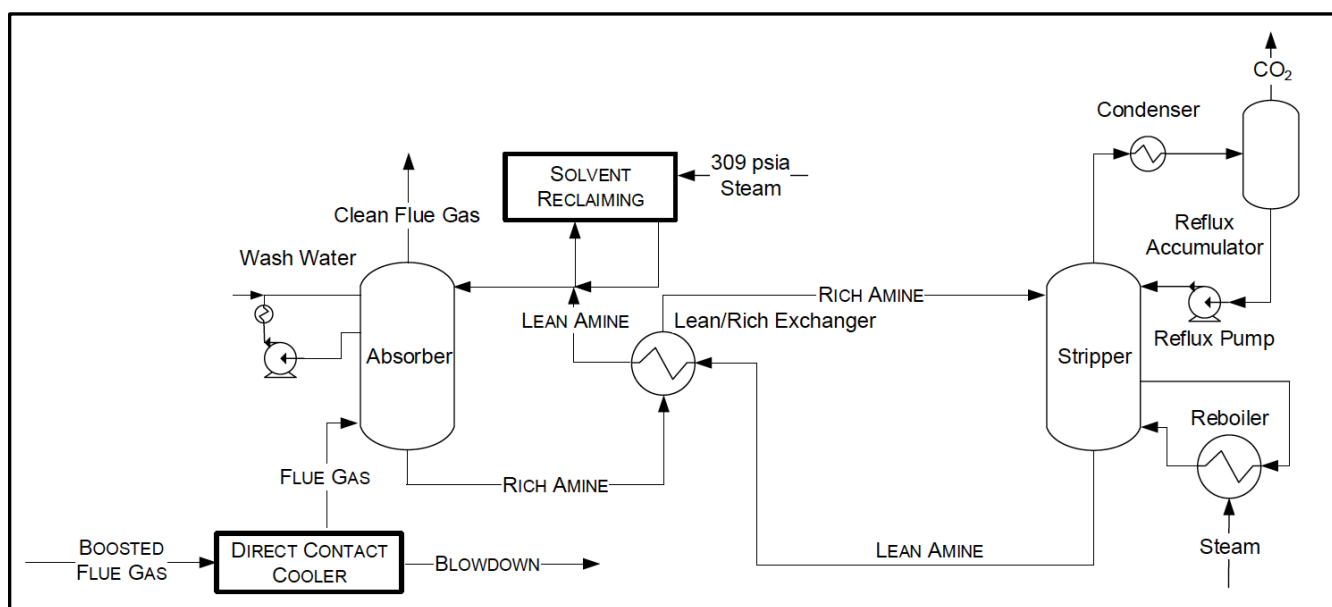 CO2
Condenser
309 psia
Steam
SOLVENT
RECLAIMING
Clean Flue Gas
Reflux
Accumulator
Wash Water
RICH AMINE
LEAN AMINE
Lean/Rich Exchanger
Reflux Pump
Absorber
Stripper
Reboiler
FLUE GAS
RICH AMINE
BOOSTED
FLUE GAS
DIRECT CONTACT
COOLER
BLOWDOWN
LEAN AMINE
Steam